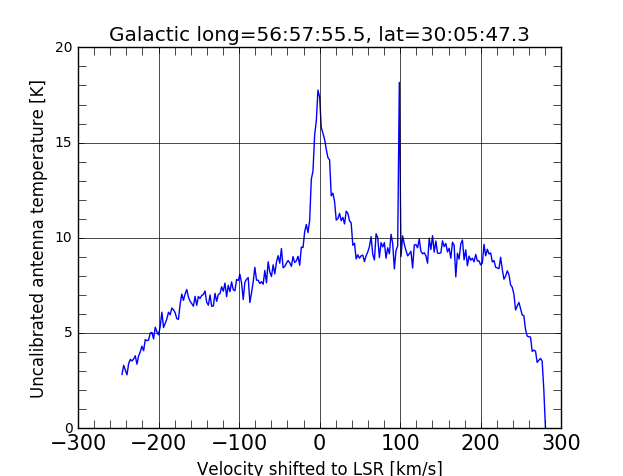 Galactic long=56:57:55.5, lat=30:05:47.3
Uncalibrated antenna temperature [K]
20
15
10
5
0
−300 −200 −100 0 100 200 300
Velocity shifted to LSR [km/s]